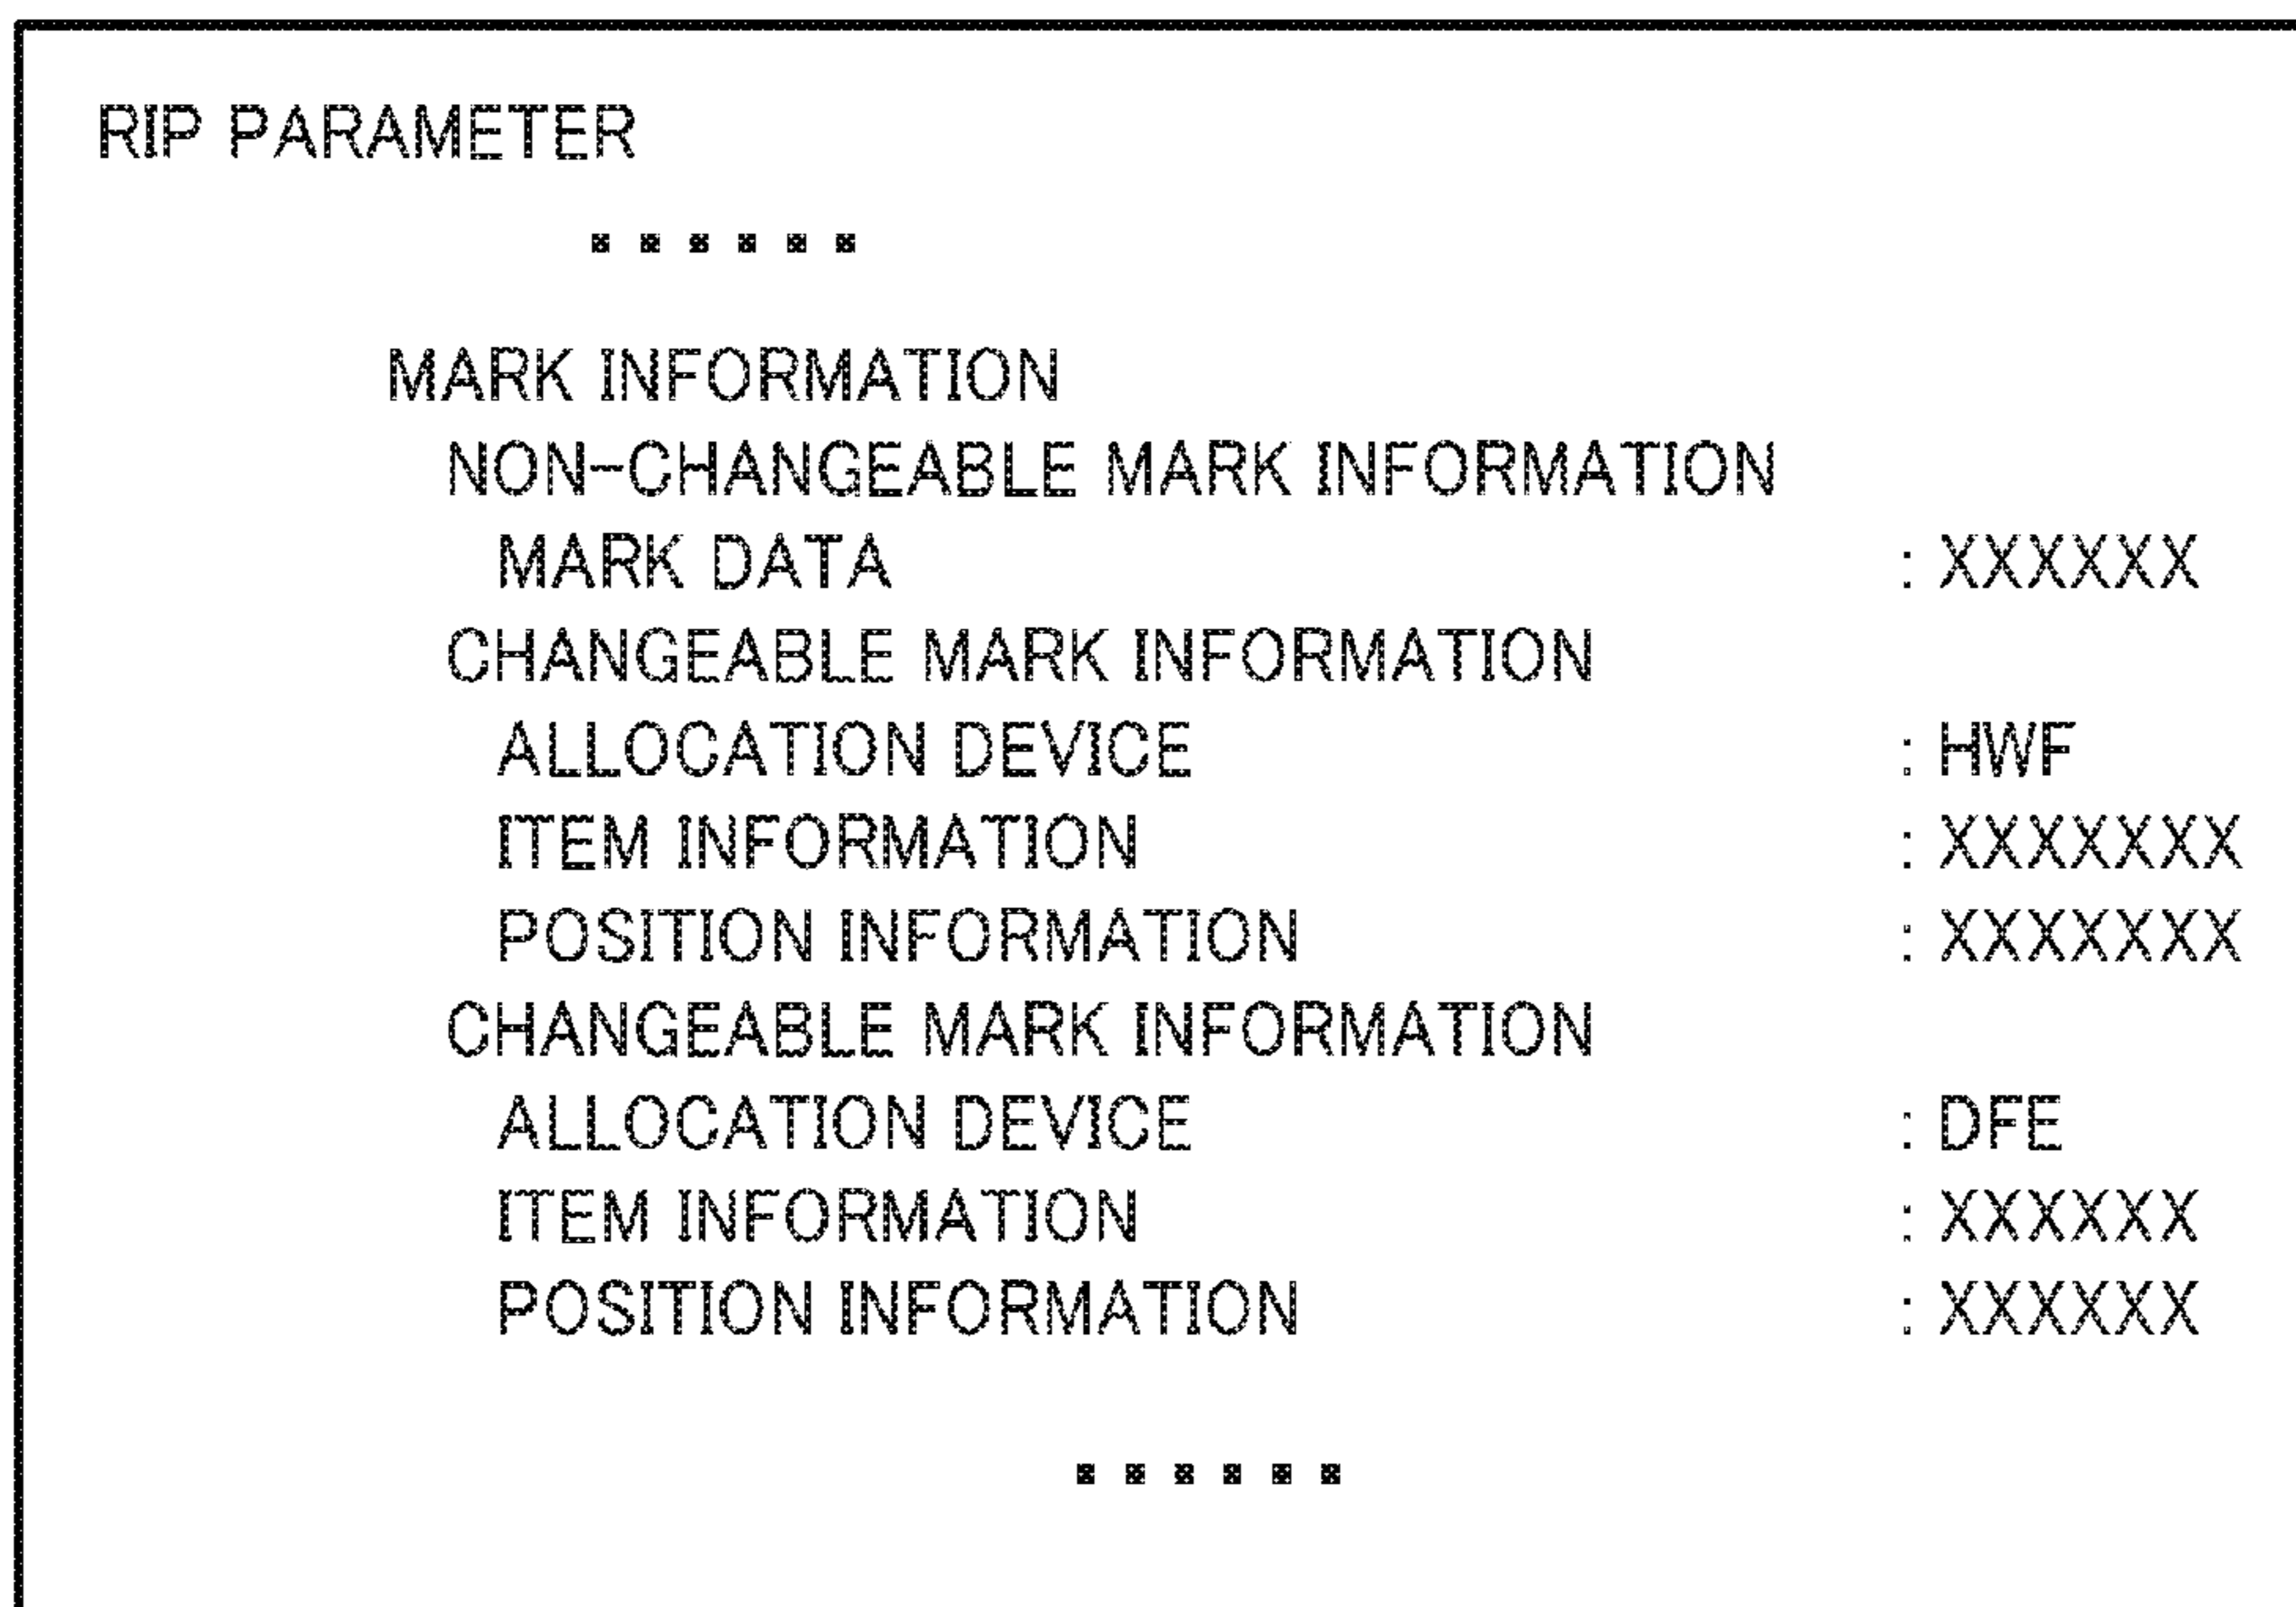 RIP PARAMETER
▪ ▪ ▪ ▪ ▪ ▪
MARK INFORMATION
NON-CHANGEABLE MARK INFORMATION
MARK DATA : XXXXXX
CHANGEABLE MARK INFORMATION
ALLOCATION DEVICE : HWF
ITEM INFORMATION : XXXXXXX
POSITION INFORMATION : XXXXXXX
CHANGEABLE MARK INFORMATION
ALLOCATION DEVICE : DFE
ITEM INFORMATION : XXXXXX
POSITION INFORMATION : XXXXXX
▪ ▪ ▪ ▪ ▪ ▪